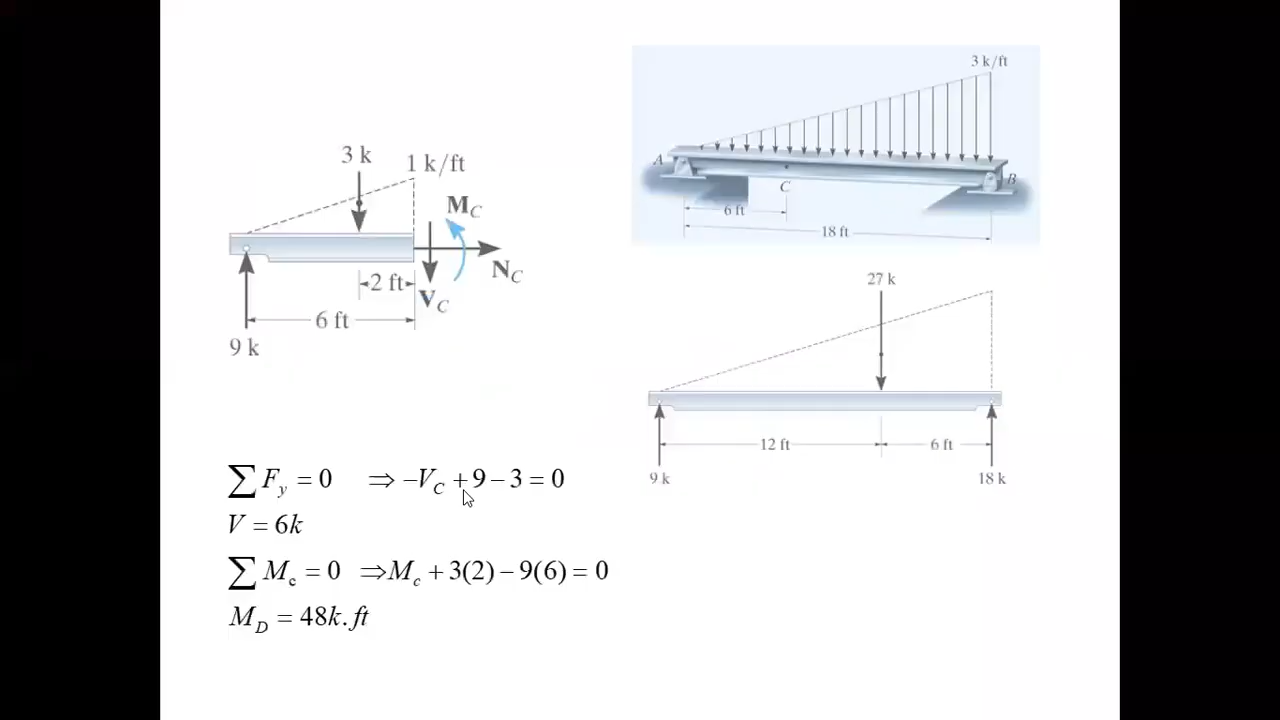 3 k
1 k/ft
M_C
N_C
2 ft
V_C
6 ft
9 k
3 k/ft
A
B
C
6 ft
18 ft
27 k
12 ft
6 ft
9 k
18 k
∑ F_y = 0 ⇒ −V_C + 9 − 3 = 0
V = 6k
∑ M_c = 0 ⇒ M_c + 3(2) − 9(6) = 0
M_D = 48k.ft